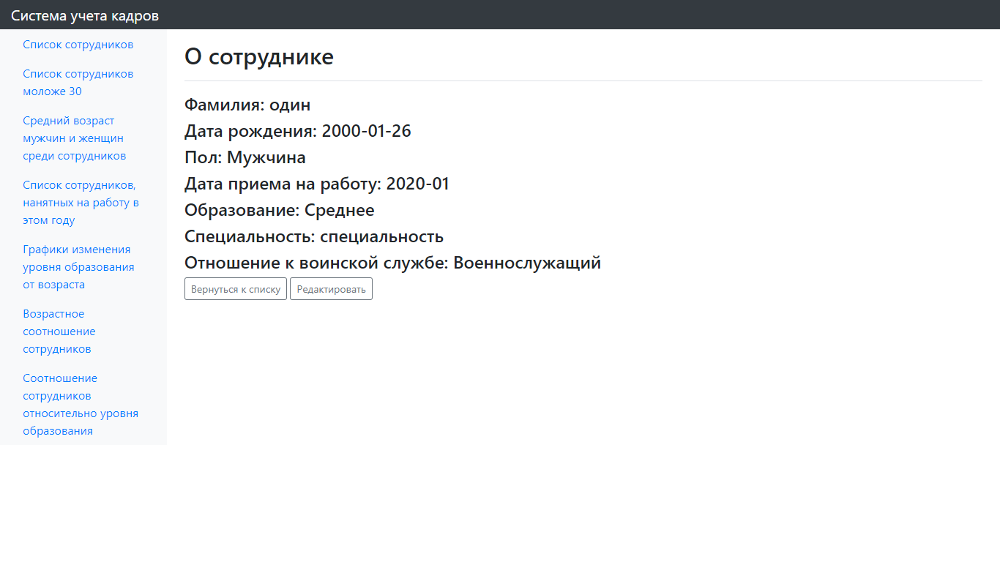 Система учета кадров
Список сотрудников
Список сотрудников
моложе 30
Средний возраст
мужчин и женщин
среди сотрудников
Список сотрудников,
нанятных на работу в
этом году
Графики изменения
уровня образования
от возраста
Возрастное
соотношение
сотрудников
Соотношение
сотрудников
относительно уровня
образования
О сотруднике
Фамилия: один
Дата рождения: 2000-01-26
Пол: Мужчина
Дата приема на работу: 2020-01
Образование: Среднее
Специальность: специальность
Отношение к воинской службе: Военнослужащий
Вернуться к списку Редактировать